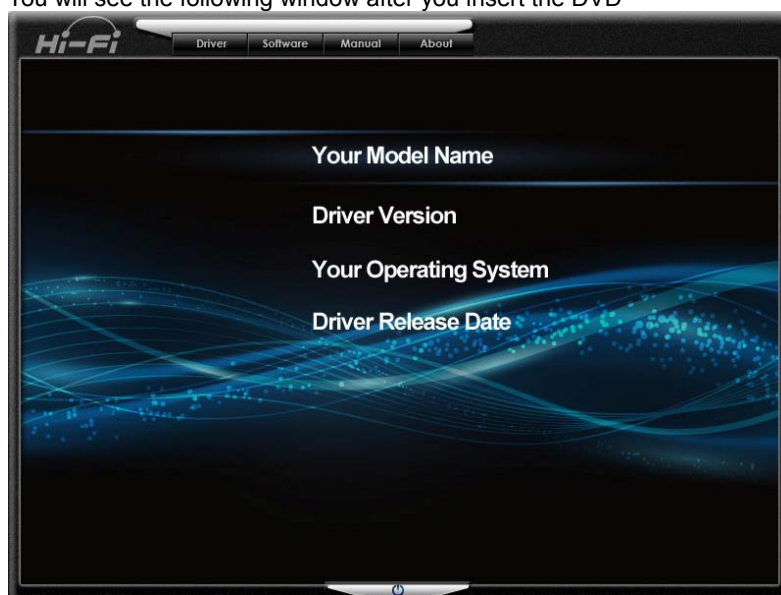 You will see the following window after you insert the DVD
Hi-Fi
Driver Software Manual About
Your Model Name
Driver Version
Your Operating System
Driver Release Date